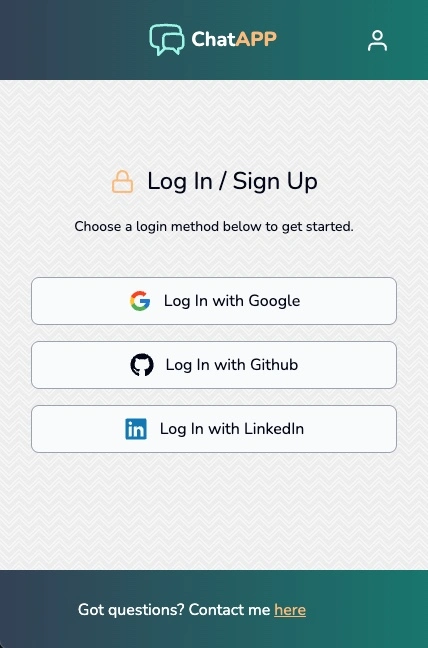 ChatAPP
Log In / Sign Up
Choose a login method below to get started.
Log In with Google
Log In with Github
in Log In with LinkedIn
Got questions? Contact me here